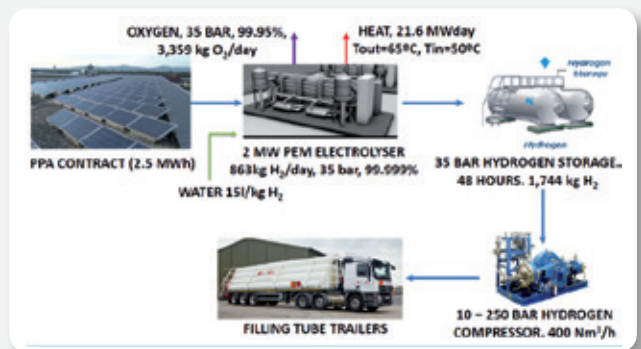 OXYGEN, 35 BAR, 99.95%,
3,359 kg O₂/day
HEAT, 21.6 MWday
Tout=65ºC, Tin=50ºC
Hydrogen
Storage
Hydrogen
PPA CONTRACT (2.5 MWh)
2 MW PEM ELECTROLYSER
863kg H₂/day, 35 bar, 99.999%
WATER 15l/kg H₂
35 BAR HYDROGEN STORAGE..
48 HOURS. 1,744 kg H₂
FILLING TUBE TRAILERS
10 – 250 BAR HYDROGEN
COMPRESSOR. 400 Nm³/h